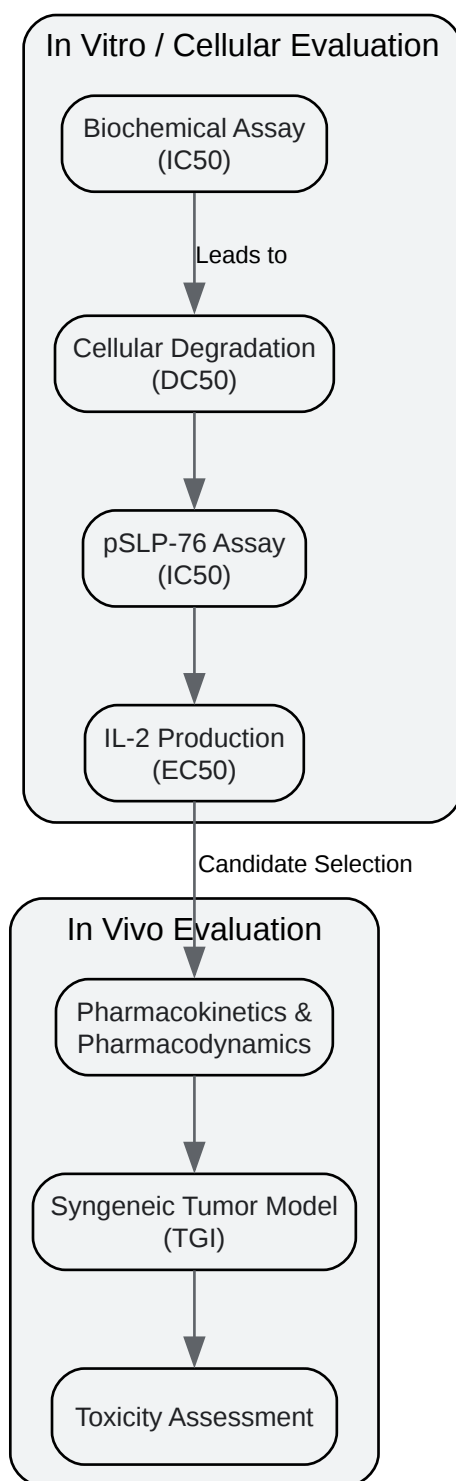 In Vitro / Cellular Evaluation
Biochemical Assay
(IC50)
Leads to
Cellular Degradation
(DC50)
pSLP-76 Assay
(IC50)
IL-2 Production
(EC50)
Candidate Selection
In Vivo Evaluation
Pharmacokinetics &
Pharmacodynamics
Syngeneic Tumor Model
(TGI)
Toxicity Assessment